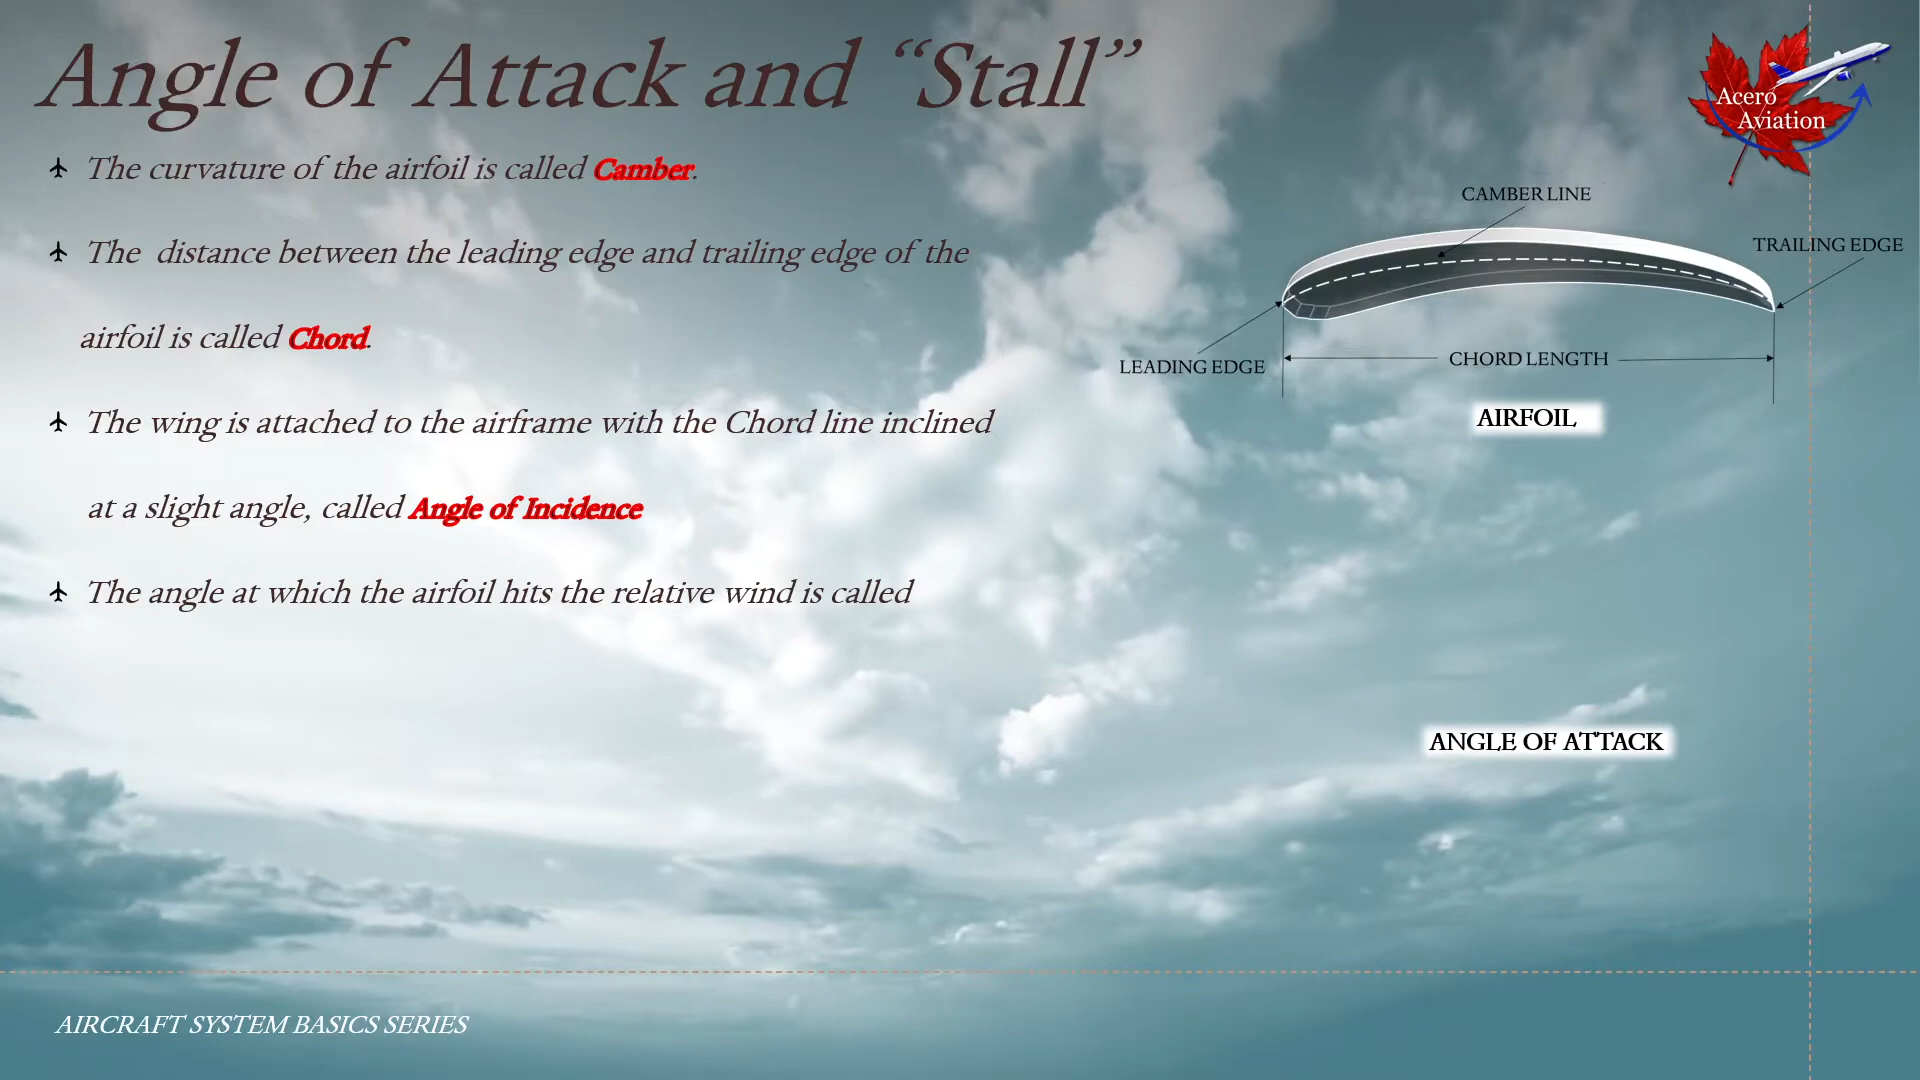 Angle of Attack and “Stall”
Acero
Aviation
The curvature of the airfoil is called Camber.
The distance between the leading edge and trailing edge of the
airfoil is called Chord.
The wing is attached to the airframe with the Chord line inclined
at a slight angle, called Angle of Incidence
The angle at which the airfoil hits the relative wind is called
CAMBER LINE
TRAILING EDGE
LEADING EDGE
CHORD LENGTH
AIRFOIL
ANGLE OF ATTACK
AIRCRAFT SYSTEM BASICS SERIES